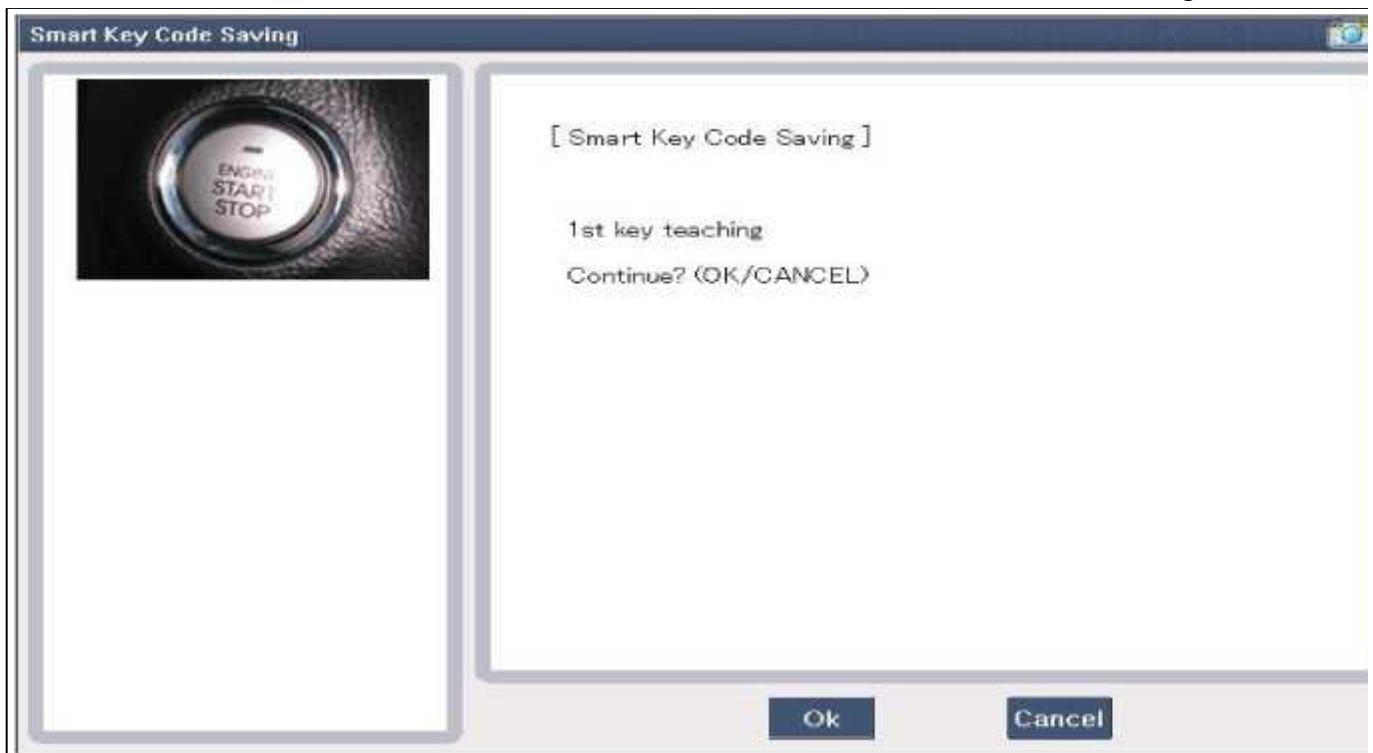 Smart Key Code Saving
ENGINE
START
STOP
[ Smart Key Code Saving ]
1st key teaching
Continue? (OK/CANCEL)
Ok
Cancel